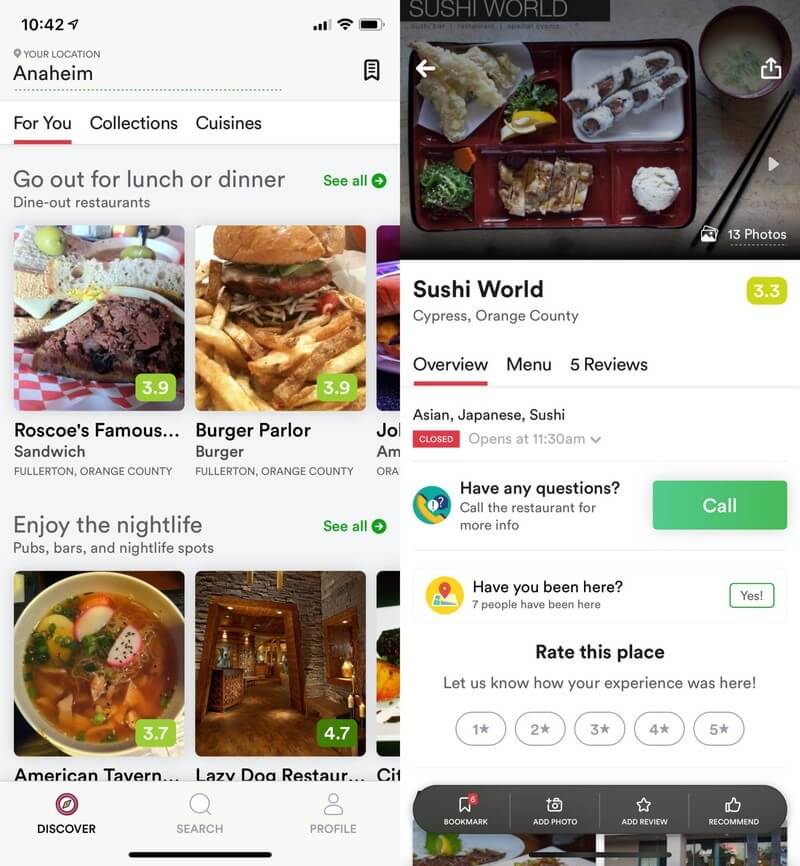 10:42
YOUR LOCATION
Anaheim
For You
Collections
Cuisines
Go out for lunch or dinner
See all
Dine-out restaurants
3.9
3.9
Roscoe's Famous...
Burger Parlor
Jo
Sandwich
Burger
Am
FULLERTON, ORANGE COUNTY
FULLERTON, ORANGE COUNTY
ORA
Enjoy the nightlife
See all
Pubs, bars, and nightlife spots
3.7
4.7
American Tavern...
Lazy Dog Restaur...
Cit
DISCOVER
SEARCH
PROFILE
SUSHI WORLD
sushi bar | restaurant | special events
13 Photos
Sushi World
3.3
Cypress, Orange County
Overview
Menu
5 Reviews
Asian, Japanese, Sushi
CLOSED
Opens at 11:30am
Have any questions?
Call the restaurant for
more info
Call
Have you been here?
7 people have been here
Yes!
Rate this place
Let us know how your experience was here!
1★
2★
3★
4★
5★
6
BOOKMARK
ADD PHOTO
ADD REVIEW
RECOMMEND